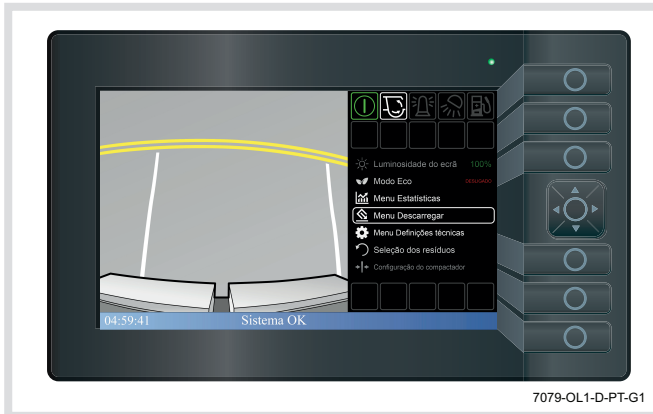 Luminosidade do ecrã 100%
Modo Eco DESLIGADO
Menu Estatísticas
Menu Descarregar
Menu Definições técnicas
Seleção dos resíduos
Configuração do compactador
04:59:41 Sistema OK
7079-OL1-D-PT-G1